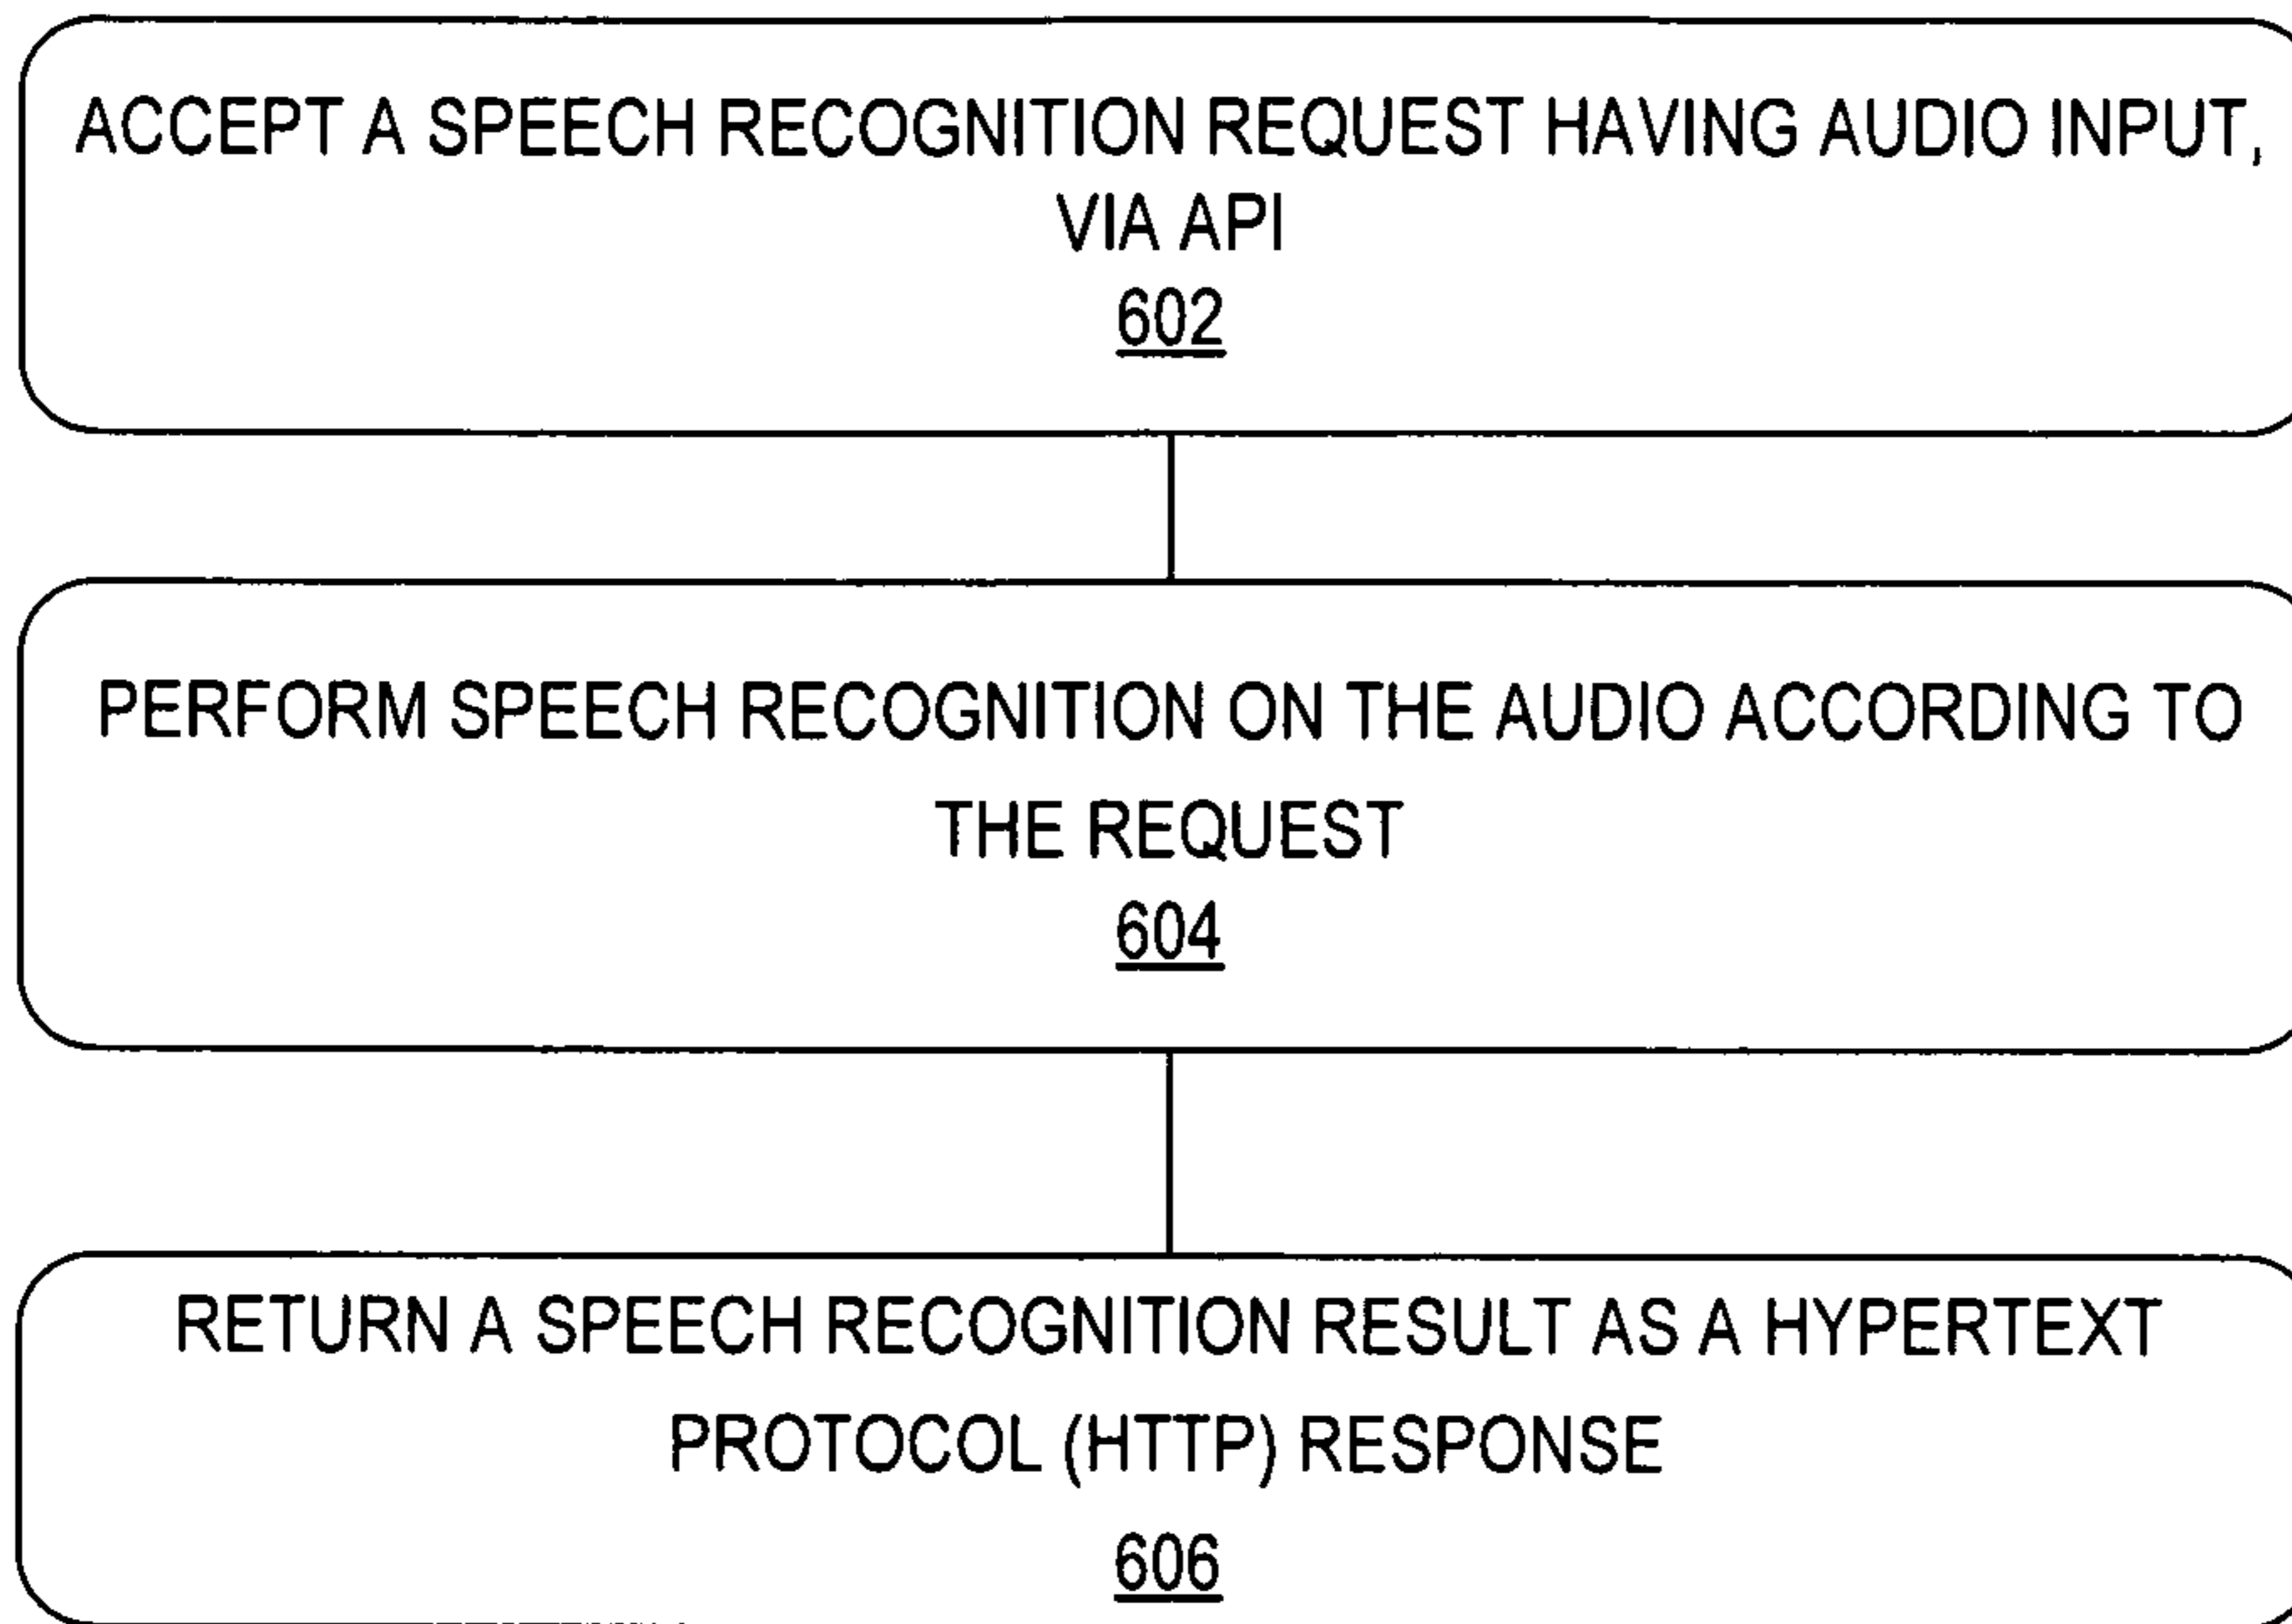 ACCEPT A SPEECH RECOGNITION REQUEST HAVING AUDIO INPUT,
VIA API
602
PERFORM SPEECH RECOGNITION ON THE AUDIO ACCORDING TO
THE REQUEST
604
RETURN A SPEECH RECOGNITION RESULT AS A HYPERTEXT
PROTOCOL (HTTP) RESPONSE
606